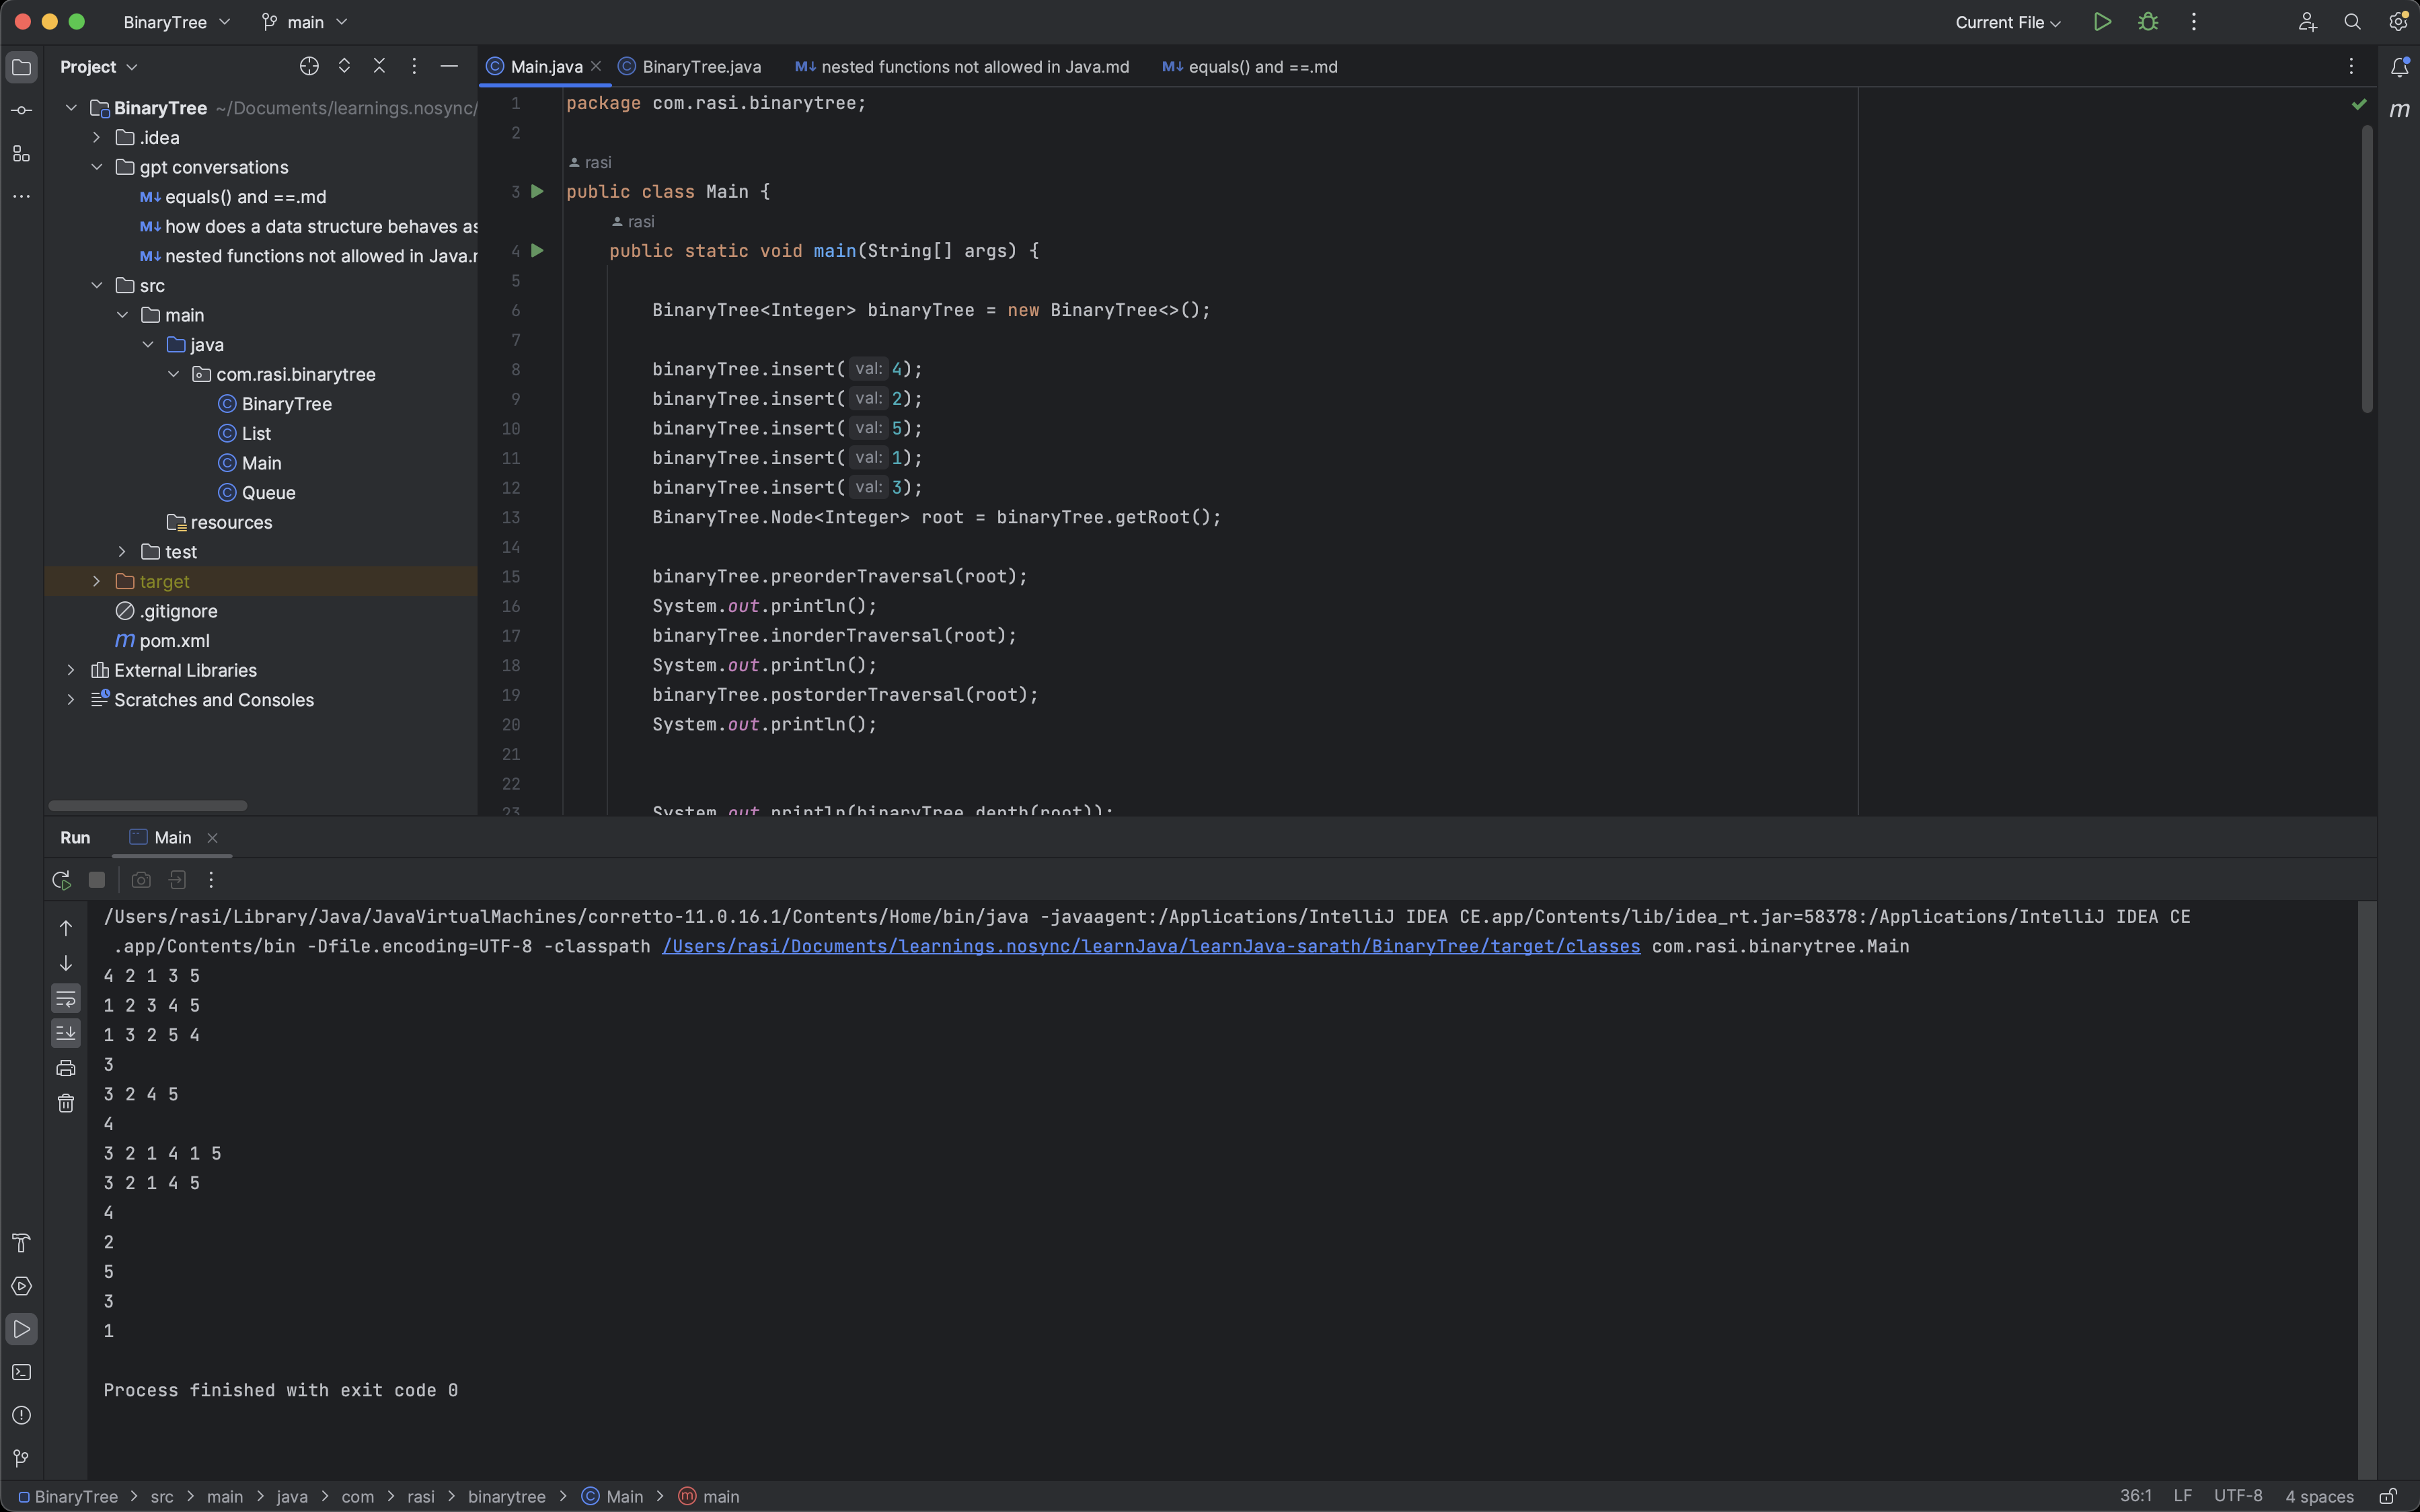 BinaryTree
main
Current File
Project
Main.java
BinaryTree.java
M↓ nested functions not allowed in Java.md
M↓ equals() and ==.md
BinaryTree ~/Documents/learnings.nosync/
.idea
gpt conversations
M↓ equals() and ==.md
M↓ how does a data structure behaves as
M↓ nested functions not allowed in Java.
src
main
java
com.rasi.binarytree
BinaryTree
List
Main
Queue
resources
test
target
.gitignore
m pom.xml
External Libraries
Scratches and Consoles
1 package com.rasi.binarytree;
2
rasi
3 public class Main {
rasi
4 public static void main(String[] args) {
5
6 BinaryTree<Integer> binaryTree = new BinaryTree<>();
7
8 binaryTree.insert( val: 4);
9 binaryTree.insert( val: 2);
10 binaryTree.insert( val: 5);
11 binaryTree.insert( val: 1);
12 binaryTree.insert( val: 3);
13 BinaryTree.Node<Integer> root = binaryTree.getRoot();
14
15 binaryTree.preorderTraversal(root);
16 System.out.println();
17 binaryTree.inorderTraversal(root);
18 System.out.println();
19 binaryTree.postorderTraversal(root);
20 System.out.println();
21
22
23 System.out.println(binaryTree.depth(root));
m
Run
Main
/Users/rasi/Library/Java/JavaVirtualMachines/corretto-11.0.16.1/Contents/Home/bin/java -javaagent:/Applications/IntelliJ IDEA CE.app/Contents/lib/idea_rt.jar=58378:/Applications/IntelliJ IDEA CE
.app/Contents/bin -Dfile.encoding=UTF-8 -classpath /Users/rasi/Documents/learnings.nosync/learnJava/learnJava-sarath/BinaryTree/target/classes com.rasi.binarytree.Main
4 2 1 3 5
1 2 3 4 5
1 3 2 5 4
3
3 2 4 5
4
3 2 1 4 1 5
3 2 1 4 5
4
2
5
3
1
Process finished with exit code 0
BinaryTree > src > main > java > com > rasi > binarytree > Main > main
36:1 LF UTF-8 4 spaces